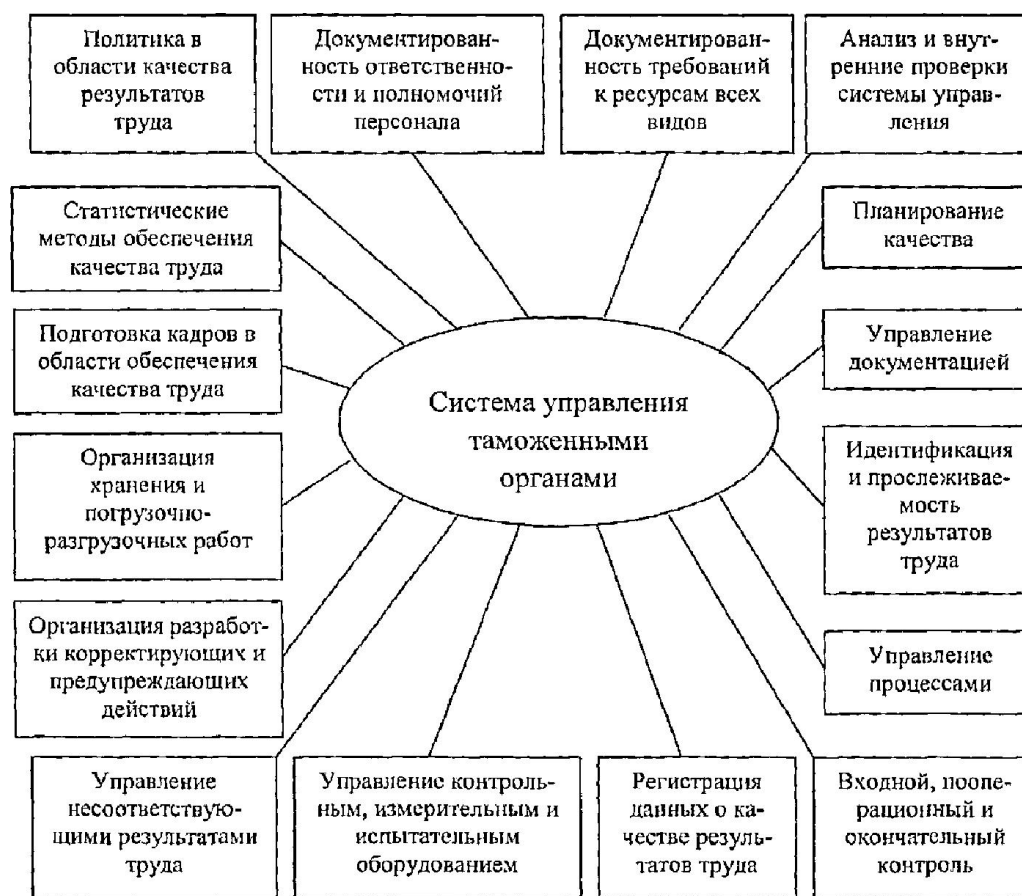 Политика в
области качества
результатов
труда
Документирован-
ность ответственно-
сти и полномочий
персонала
Документирован-
ность требований
к ресурсам всех
видов
Анализ и внут-
ренние проверки
системы управ-
ления
Статистические
методы обеспечения
качества труда
Планирование
качества
Подготовка кадров в
области обеспечения
качества труда
Управление
документацией
Система управления
таможенными
органами
Организация
хранения и
погрузочно-
разгрузочных работ
Идентификация
и прослеживае-
мость
результатов
труда
Организация разработ-
ки корректирующих и
предупреждающих
действий
Управление
процессами
Управление
несоответствую-
щими результатами
труда
Управление контроль-
ным, измерительным и
испытательным
оборудованием
Регистрация
данных о ка-
честве резуль-
татов труда
Входной, поопе-
рационный и
окончательный
контроль